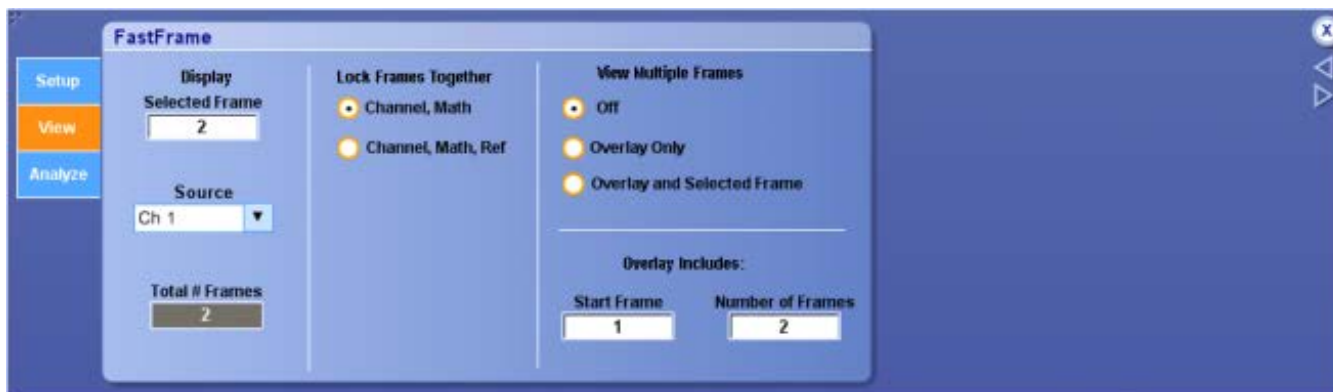 FastFrame
Setup
View
Analyze
Display
Selected Frame
2
Source
Ch 1
Total # Frames
2
Lock Frames Together
Channel, Math
Channel, Math, Ref
View Multiple Frames
Off
Overlay Only
Overlay and Selected Frame
Overlay Includes:
Start Frame
1
Number of Frames
2
X